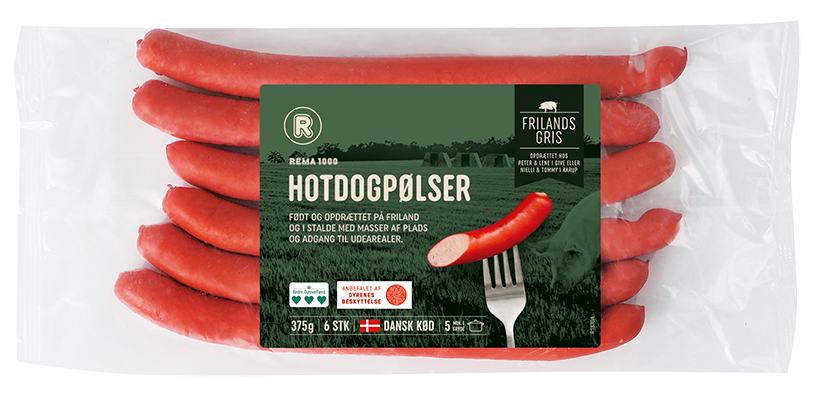 R
REMA 1000
HOTDOGPØLSER
FØDT OG OPDRÆTTET PÅ FRILAND
OG I STALDE MED MASSER AF PLADS
OG ADGANG TIL UDEAREALER.
FRILANDS
GRIS
OPDRÆTTET HOS
PETER & LENE I GIVE ELLER
NIELLI & TOMMY I KARUP
Bedre Dyrevelfærd
ANBEFALET AF
DYRENES
BESKYTTELSE
375g | 6 STK | DANSK KØD | 5 MIN. I
GRYDE